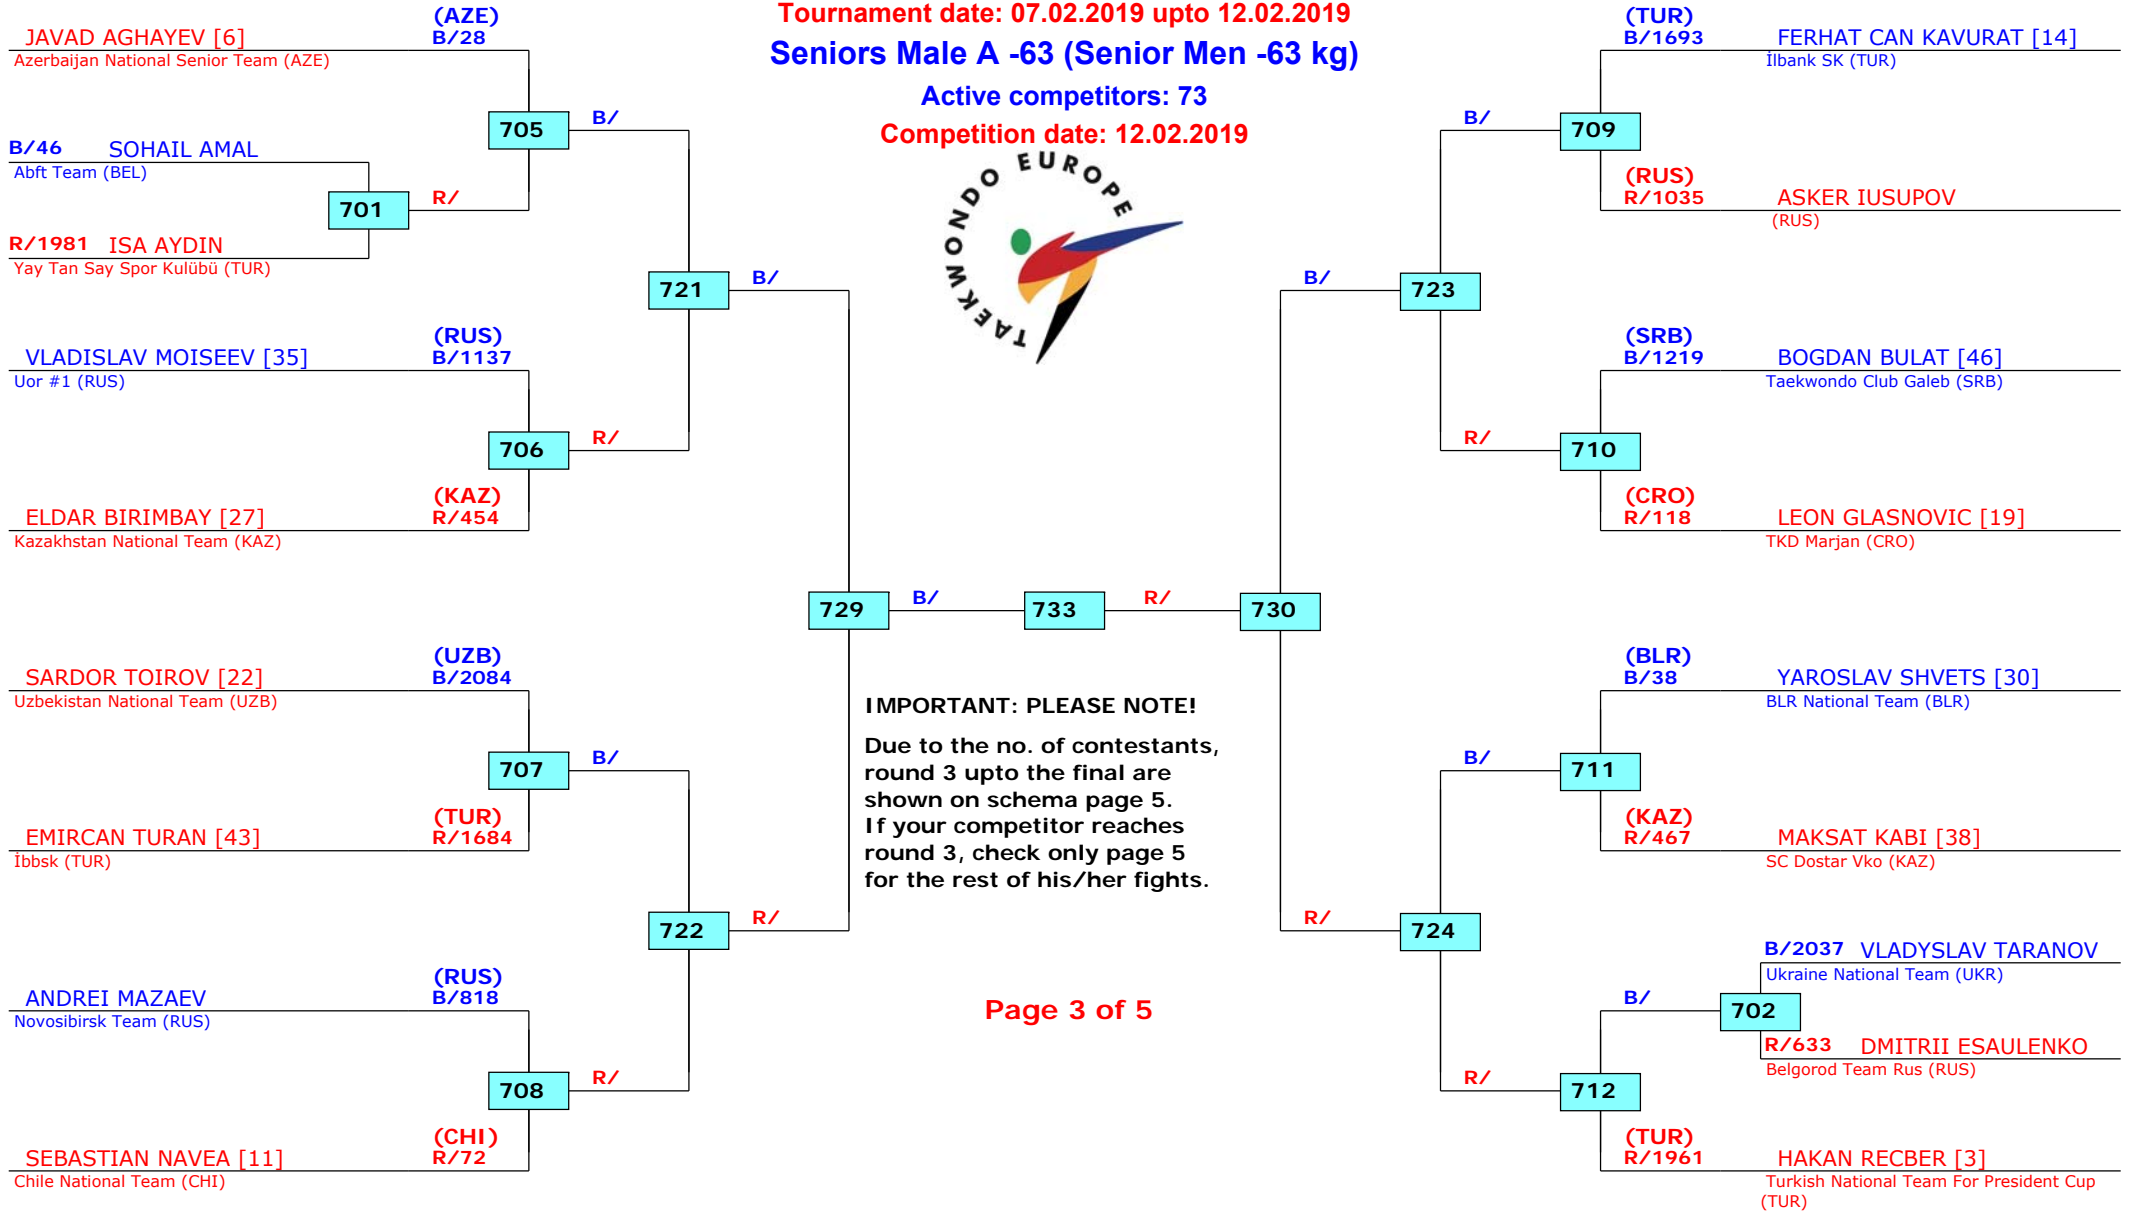 Tournament date: 07.02.2019 upto 12.02.2019
Seniors Male A -63 (Senior Men -63 kg)
Active competitors: 73
Competition date: 12.02.2019
TAEKWONDO EUROPE
(AZE)
JAVAD AGHAYEV [6] B/28
Azerbaijan National Senior Team (AZE)
705 B/
B/46 SOHAIL AMAL
Abft Team (BEL)
701 R/
R/1981 ISA AYDIN
Yay Tan Say Spor Kulübü (TUR)
721 B/
(RUS)
VLADISLAV MOISEEV [35] B/1137
Uor #1 (RUS)
706 R/
(KAZ)
ELDAR BIRIMBAY [27] R/454
Kazakhstan National Team (KAZ)
729 B/ 733 R/ 730
(UZB)
SARDOR TOIROV [22] B/2084
Uzbekistan National Team (UZB)
707 B/
(TUR)
EMIRCAN TURAN [43] R/1684
İbbsk (TUR)
722 R/
(RUS)
ANDREI MAZAEV B/818
Novosibirsk Team (RUS)
708 R/
(CHI)
SEBASTIAN NAVEA [11] R/72
Chile National Team (CHI)
IMPORTANT: PLEASE NOTE!
Due to the no. of contestants,
round 3 upto the final are
shown on schema page 5.
If your competitor reaches
round 3, check only page 5
for the rest of his/her fights.
Page 3 of 5
(TUR)
B/1693 FERHAT CAN KAVURAT [14]
İlbank SK (TUR)
B/ 709
(RUS)
R/1035 ASKER IUSUPOV
(RUS)
B/ 723
(SRB)
B/1219 BOGDAN BULAT [46]
Taekwondo Club Galeb (SRB)
R/ 710
(CRO)
R/118 LEON GLASNOVIC [19]
TKD Marjan (CRO)
(BLR)
B/38 YAROSLAV SHVETS [30]
BLR National Team (BLR)
B/ 711
(KAZ)
R/467 MAKSAT KABI [38]
SC Dostar Vko (KAZ)
R/ 724
B/2037 VLADYSLAV TARANOV
Ukraine National Team (UKR)
B/ 702
R/633 DMITRII ESAULENKO
Belgorod Team Rus (RUS)
R/ 712
(TUR)
R/1961 HAKAN RECBER [3]
Turkish National Team For President Cup
(TUR)